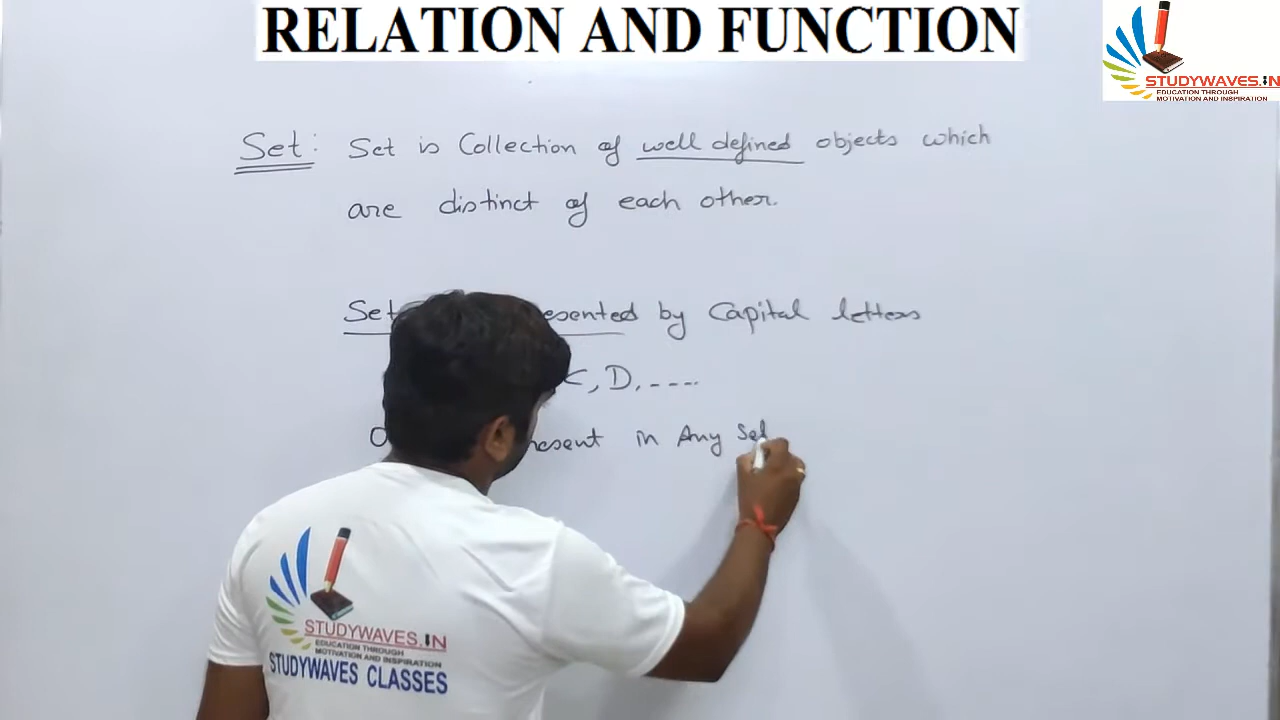 RELATION AND FUNCTION
STUDYWAVES.IN
EDUCATION THROUGH
MOTIVATION AND INSPIRATION
Set: Set is Collection of well defined objects which
are distinct of each other.
Set by Capital letters
C, D, ----
in Any Set
STUDYWAVES.IN
EDUCATION THROUGH
MOTIVATION AND INSPIRATION
STUDYWAVES CLASSES